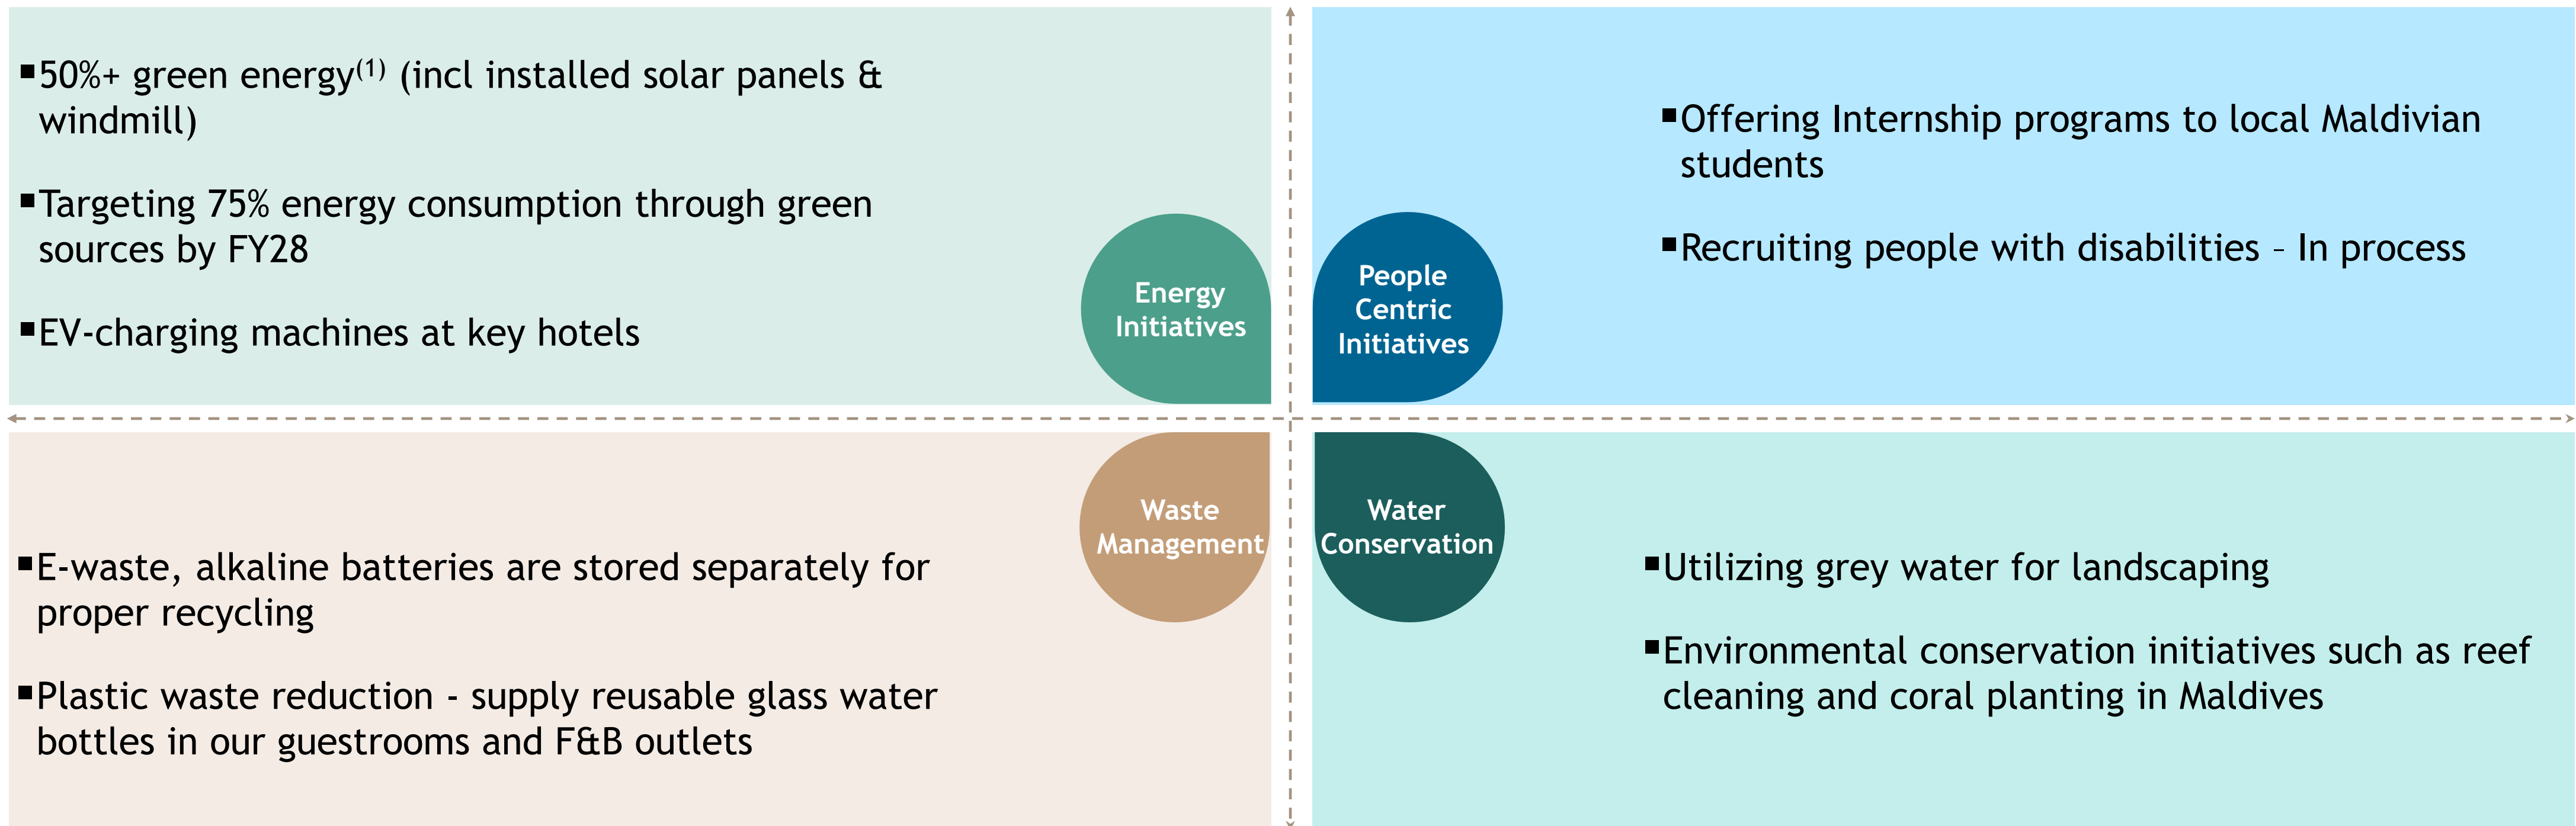 ▪50%+ green energy(1) (incl installed solar panels &
windmill)
▪Targeting 75% energy consumption through green
sources by FY28
▪EV-charging machines at key hotels
Energy
Initiatives
People
Centric
Initiatives
▪Offering Internship programs to local Maldivian
students
▪Recruiting people with disabilities – In process
▪E-waste, alkaline batteries are stored separately for
proper recycling
▪Plastic waste reduction - supply reusable glass water
bottles in our guestrooms and F&B outlets
Waste
Management
Water
Conservation
▪Utilizing grey water for landscaping
▪Environmental conservation initiatives such as reef
cleaning and coral planting in Maldives